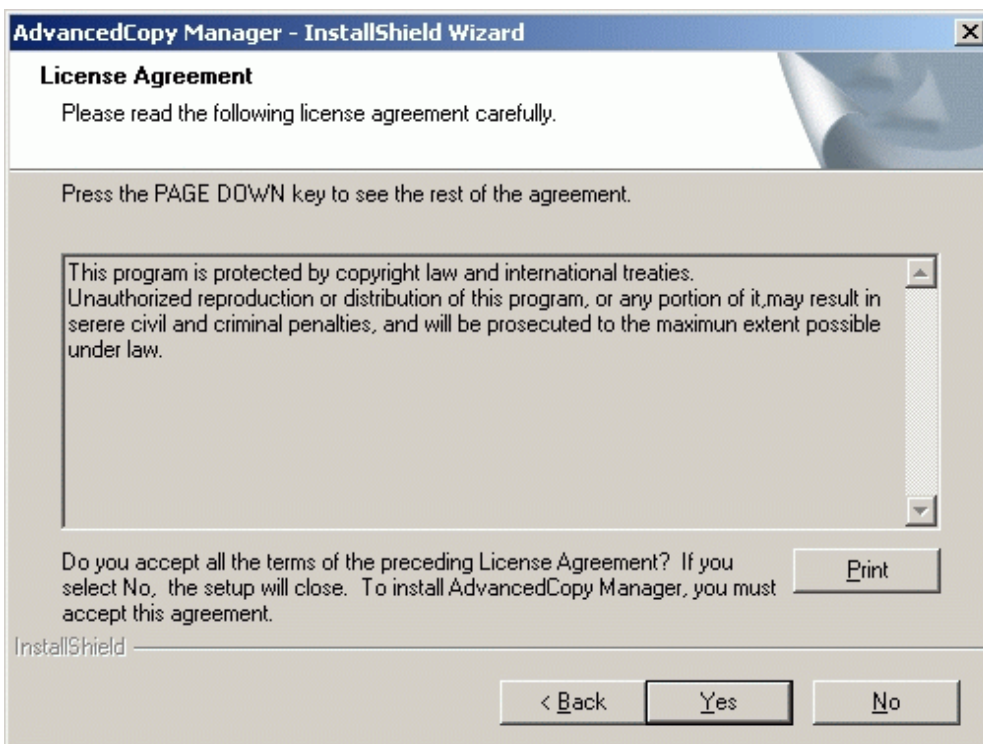 AdvancedCopy Manager - InstallShield Wizard
License Agreement
Please read the following license agreement carefully.
Press the PAGE DOWN key to see the rest of the agreement.
This program is protected by copyright law and international treaties.
Unauthorized reproduction or distribution of this program, or any portion of it,may result in
serere civil and criminal penalties, and will be prosecuted to the maximun extent possible
under law.
Do you accept all the terms of the preceding License Agreement?  If you
select No,  the setup will close.  To install AdvancedCopy Manager, you must
accept this agreement.
Print
InstallShield
< Back
Yes
No